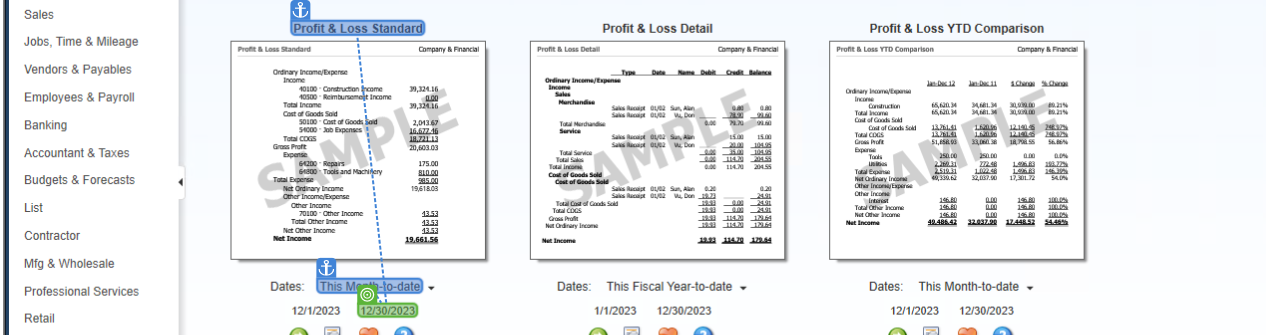 Sales
Jobs, Time & Mileage
Vendors & Payables
Employees & Payroll
Banking
Accountant & Taxes
Budgets & Forecasts
List
Contractor
Mfg & Wholesale
Professional Services
Retail
Profit & Loss Standard
Profit & Loss Standard Company & Financial
Ordinary Income/Expense
Income
40100 · Construction Income 39,324.16
40500 · Reimbursement Income 0.00
Total Income 39,324.16
Cost of Goods Sold
50100 · Cost of Goods Sold 2,043.67
54000 · Job Expenses 16,677.46
Total COGS 18,721.13
Gross Profit 20,603.03
Expense
64200 · Repairs 175.00
64800 · Tools and Machinery 810.00
Total Expense 985.00
Net Ordinary Income 19,618.03
Other Income/Expense
Other Income
70100 · Other Income 43.53
Total Other Income 43.53
Net Other Income 43.53
Net Income 19,661.56
SAMPLE
Dates: This Month-to-date
12/1/2023 12/30/2023
Profit & Loss Detail
Profit & Loss Detail Company & Financial
Type Date Name Debit Credit Balance
Ordinary Income/Expense
Income
Sales
Merchandise
Sales Receipt 01/02 Sun, Alan 0.80 0.80
Sales Receipt 01/02 Vu, Don 78.90 99.60
Total Merchandise 0.00 79.70 99.60
Service
Sales Receipt 01/02 Sun, Alan 15.00 15.00
Sales Receipt 01/02 Vu, Don 20.00 104.95
Total Service 0.00 35.00 104.95
Total Sales 0.00 114.70 204.55
Total Income 0.00 114.70 204.55
Cost of Goods Sold
Cost of Goods Sold
Sales Receipt 01/02 Sun, Alan 0.20 0.20
Sales Receipt 01/02 Vu, Don 19.73 24.91
Total Cost of Goods Sold 19.93 0.00 24.91
Total COGS 19.93 0.00 24.91
Gross Profit 19.93 114.70 179.64
Net Ordinary Income 19.93 114.70 179.64
Net Income 19.93 114.70 179.64
SAMPLE
Dates: This Fiscal Year-to-date
1/1/2023 12/30/2023
Profit & Loss YTD Comparison
Profit & Loss YTD Comparison Company & Financial
Jan-Dec 12 Jan-Dec 11 $ Change % Change
Ordinary Income/Expense
Income
Construction 65,620.34 34,681.34 30,939.00 89.21%
Total Income 65,620.34 34,681.34 30,939.00 89.21%
Cost of Goods Sold
Cost of Goods Sold 13,761.41 1,620.96 12,140.45 748.97%
Total COGS 13,761.41 1,620.96 12,140.45 748.97%
Gross Profit 51,858.93 33,060.38 18,798.55 56.86%
Expense
Tools 250.00 250.00 0.00 0.0%
Utilities 2,269.31 772.48 1,496.83 193.77%
Total Expense 2,519.31 1,022.48 1,496.83 146.39%
Net Ordinary Income 49,339.62 32,037.90 17,301.72 54.0%
Other Income/Expense
Other Income
Interest 146.80 0.00 146.80 100.0%
Total Other Income 146.80 0.00 146.80 100.0%
Net Other Income 146.80 0.00 146.80 100.0%
Net Income 49,486.42 32,037.90 17,448.52 54.46%
SAMPLE
Dates: This Month-to-date
12/1/2023 12/30/2023